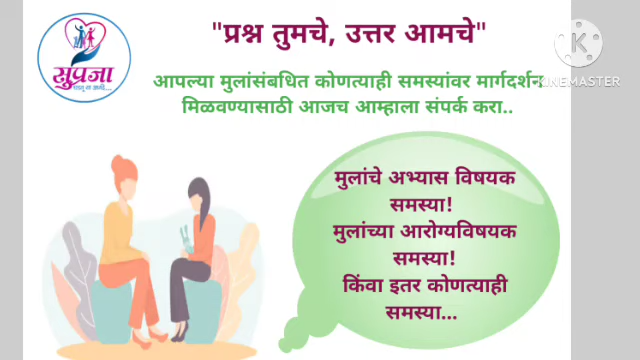 "प्रश्न तुमचे, उत्तर आमचे"
आपल्या मुलांसंबधित कोणत्याही समस्यांवर मार्गदर्शन
मिळवण्यासाठी आजच आम्हाला संपर्क करा..
सुप्रजा
KINEMASTER
मुलांचे अभ्यास विषयक
समस्या!
मुलांच्या आरोग्यविषयक
समस्या!
किंवा इतर कोणत्याही
समस्या...